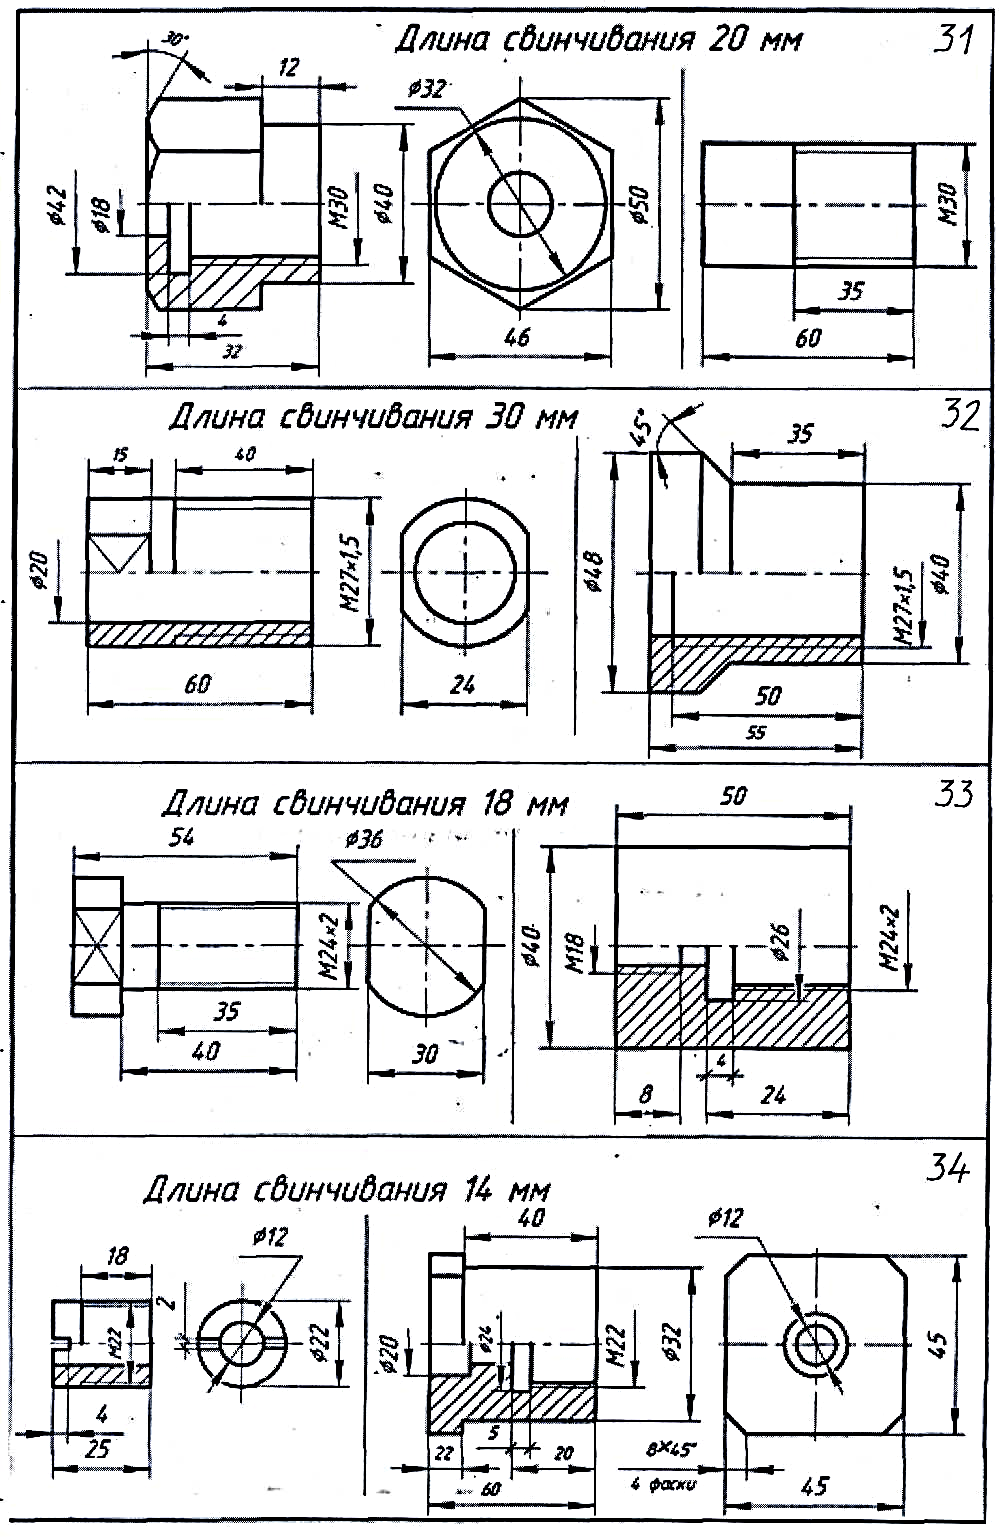 Длина свинчивания 20 мм
31
30°
12
ø32
ø42
ø18
M30
ø40
ø50
M30
4
32
46
35
60
Длина свинчивания 30 мм
32
15
40
45°
35
ø20
M27×1,5
ø48
M27×1,5
ø40
60
24
50
55
Длина свинчивания 18 мм
33
54
ø36
50
M24×2
ø40
M18
ø26
M24×2
35
40
30
4
8
24
Длина свинчивания 14 мм
34
18
ø12
40
ø12
2
M22
ø22
ø20
ø24
M22
ø32
45
4
25
5
22
20
60
8×45°
4 фаски
45